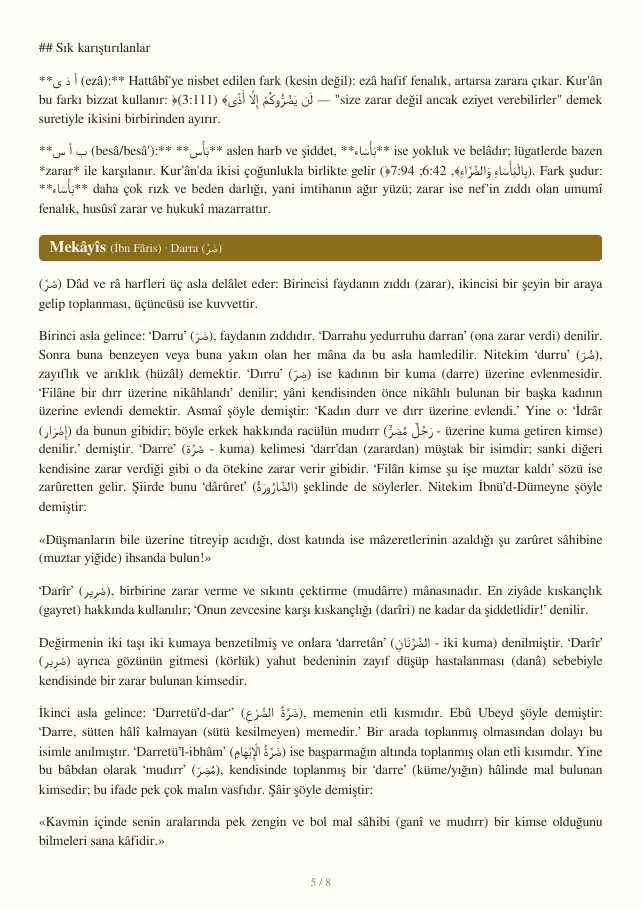 ## Sık karıştırılanlar
**أ ذ ى (ezâ):** Hattâbî'ye nisbet edilen fark (kesin değil): ezâ hafif fenalık, artarsa zarara çıkar. Kur'ân
bu farkı bizzat kullanır: ﴿لَن يَضُرُّوكُمْ إِلَّا أَذًى﴾ (3:111) — "size zarar değil ancak eziyet verebilirler" demek
suretiyle ikisini birbirinden ayırır.
**ب أ س (besâ/besâ'):** **بَأْس** aslen harb ve şiddet, **بَأْسَاء** ise yokluk ve belâdır; lügatlerde bazen
*zarar* ile karşılanır. Kur'ân'da ikisi çoğunlukla birlikte gelir (﴿بِالْبَأْسَاءِ وَالضَّرَّاءِ﴾, 6:42; 7:94). Fark şudur:
**بَأْسَاء** daha çok rızk ve beden darlığı, yani imtihanın ağır yüzü; zarar ise nef'in zıddı olan umumî
fenalık, husûsî zarar ve hukukî mazarrattır.
Mekâyîs (İbn Fâris) · Darra (ضَرَّ)
(ضَرَّ) Dâd ve râ harfleri üç asla delâlet eder: Birincisi faydanın zıddı (zarar), ikincisi bir şeyin bir araya
gelip toplanması, üçüncüsü ise kuvvettir.
Birinci asla gelince: ‘Darru’ (ضَرّ), faydanın zıddıdır. ‘Darrahu yedurruhu darran’ (ona zarar verdi) denilir.
Sonra buna benzeyen veya buna yakın olan her mâna da bu asla hamledilir. Nitekim ‘durru’ (ضُرّ),
zayıflık ve arıklık (hüzâl) demektir. ‘Dırru’ (ضِرّ) ise kadının bir kuma (darre) üzerine evlenmesidir.
‘Filâne bir dırr üzerine nikâhlandı’ denilir; yâni kendisinden önce nikâhlı bulunan bir başka kadının
üzerine evlendi demektir. Asmaî şöyle demiştir: ‘Kadın durr ve dırr üzerine evlendi.’ Yine o: ‘İdrâr
(إِضْرَار) da bunun gibidir; böyle erkek hakkında racülün mudırr (رَجُلٌ مُضِرٌّ - üzerine kuma getiren kimse)
denilir.’ demiştir. ‘Darre’ (ضَرَّة - kuma) kelimesi ‘darr’dan (zarardan) müştak bir isimdir; sanki diğeri
kendisine zarar verdiği gibi o da ötekine zarar verir gibidir. ‘Filân kimse şu işe muztar kaldı’ sözü ise
zarûretten gelir. Şiirde bunu ‘dârûret’ (الضَّارُورَةُ) şeklinde de söylerler. Nitekim İbnü’d-Dümeyne şöyle
demiştir:
«Düşmanların bile üzerine titreyip acıdığı, dost katında ise mâzeretlerinin azaldığı şu zarûret sâhibine
(muztar yiğide) ihsanda bulun!»
‘Darîr’ (ضَرِير), birbirine zarar verme ve sıkıntı çektirme (mudârre) mânasınadır. En ziyâde kıskançlık
(gayret) hakkında kullanılır; ‘Onun zevcesine karşı kıskançlığı (darîri) ne kadar da şiddetlidir!’ denilir.
Değirmenin iki taşı iki kumaya benzetilmiş ve onlara ‘darretân’ (الضَّرَّتَانِ - iki kuma) denilmiştir. ‘Darîr’
(ضَرِير) ayrıca gözünün gitmesi (körlük) yahut bedeninin zayıf düşüp hastalanması (danâ) sebebiyle
kendisinde bir zarar bulunan kimsedir.
İkinci asla gelince: ‘Darretü’d-dar‘’ (ضَرَّةُ الضَّرْعِ), memenin etli kısmıdır. Ebû Ubeyd şöyle demiştir:
‘Darre, sütten hâlî kalmayan (sütü kesilmeyen) memedir.’ Bir arada toplanmış olmasından dolayı bu
isimle anılmıştır. ‘Darretü’l-ibhâm’ (ضَرَّةُ الْإِبْهَامِ) ise başparmağın altında toplanmış olan etli kısımdır. Yine
bu bâbdan olarak ‘mudırr’ (مُضِرّ), kendisinde toplanmış bir ‘darre’ (küme/yığın) hâlinde mal bulunan
kimsedir; bu ifade pek çok malın vasfıdır. Şâir şöyle demiştir:
«Kavmin içinde senin aralarında pek zengin ve bol mal sâhibi (ganî ve mudırr) bir kimse olduğunu
bilmeleri sana kâfidir.»
5 / 8